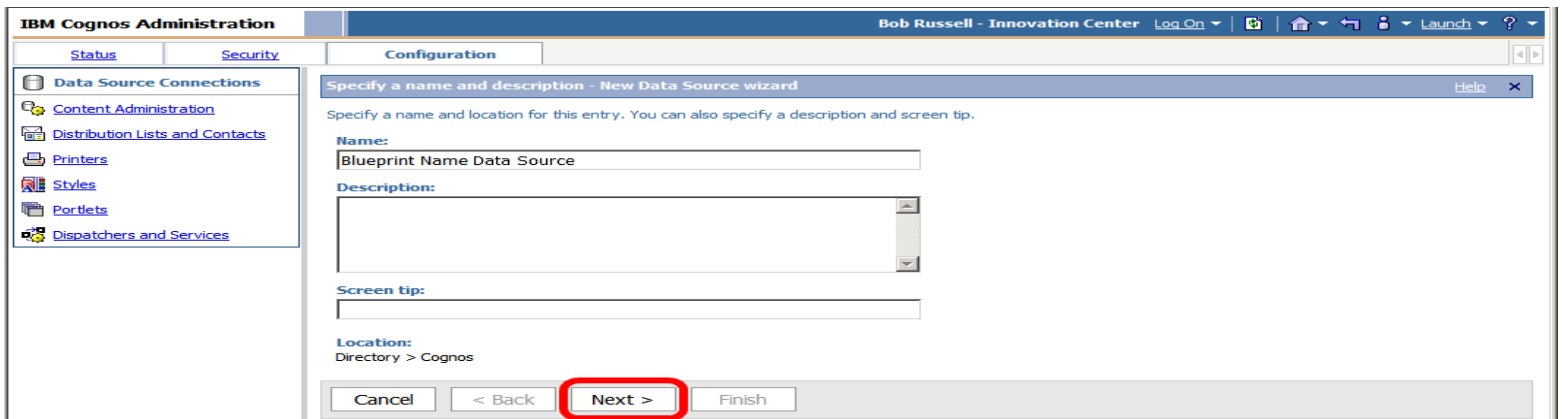 IBM Cognos Administration
Bob Russell - Innovation Center Log On Launch ?
Status Security Configuration
Data Source Connections
Content Administration
Distribution Lists and Contacts
Printers
Styles
Portlets
Dispatchers and Services
Specify a name and description - New Data Source wizard Help
Specify a name and location for this entry. You can also specify a description and screen tip.
Name:
Blueprint Name Data Source
Description:
Screen tip:
Location:
Directory > Cognos
Cancel < Back Next > Finish